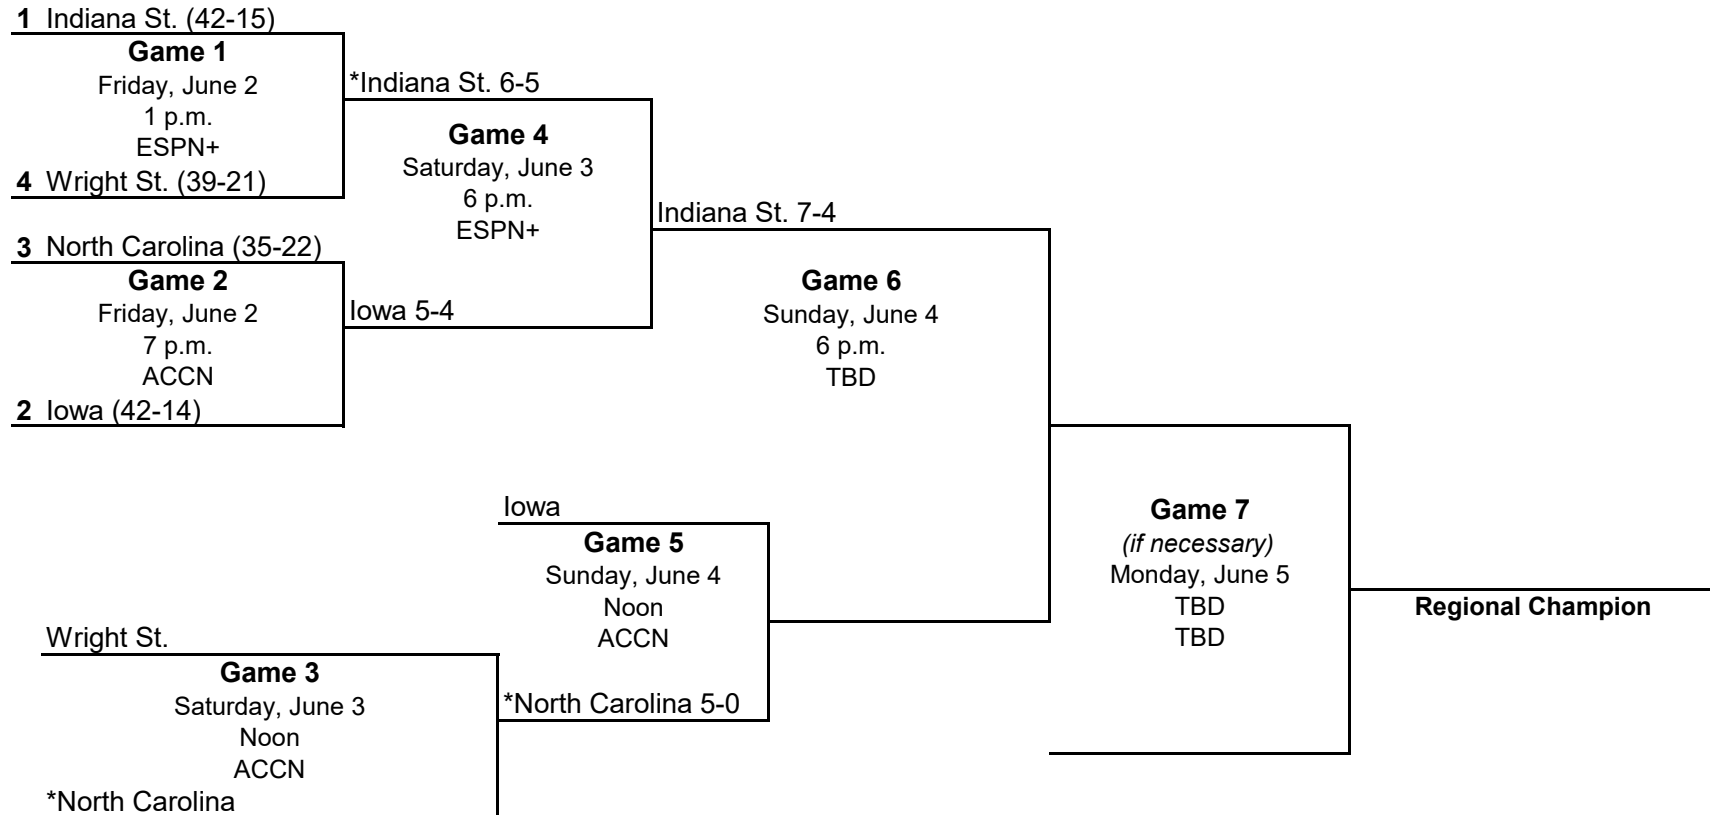 1 Indiana St. (42-15)
Game 1
Friday, June 2
1 p.m.
ESPN+
4 Wright St. (39-21)
*Indiana St. 6-5
Game 4
Saturday, June 3
6 p.m.
ESPN+
3 North Carolina (35-22)
Game 2
Friday, June 2
7 p.m.
ACCN
2 Iowa (42-14)
Iowa 5-4
Indiana St. 7-4
Game 6
Sunday, June 4
6 p.m.
TBD
Iowa
Game 5
Sunday, June 4
Noon
ACCN
*North Carolina 5-0
Wright St.
Game 3
Saturday, June 3
Noon
ACCN
*North Carolina
Game 7
(if necessary)
Monday, June 5
TBD
TBD
Regional Champion